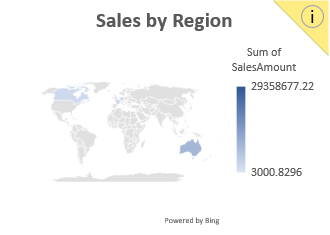 Sales by Region
i
Sum of
SalesAmount
29358677.22
3000.8296
Powered by Bing